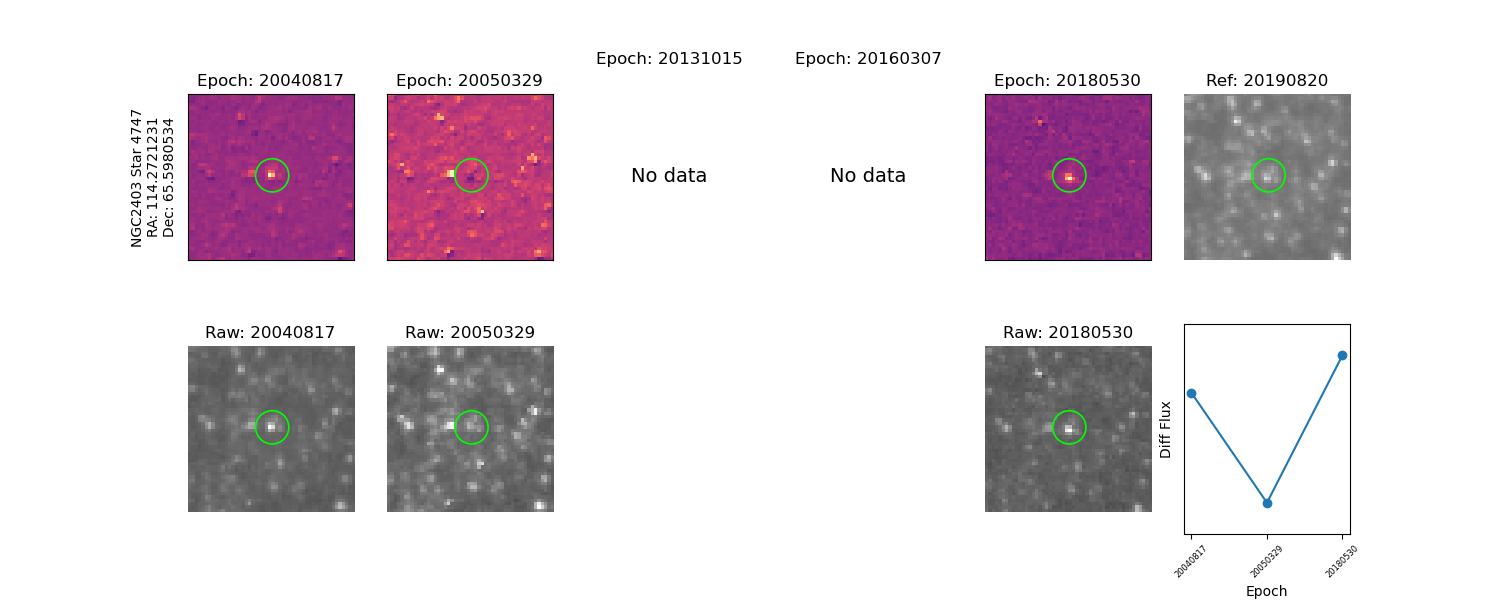 Epoch: 20131015
Epoch: 20160307
Epoch: 20040817
Epoch: 20050329
Epoch: 20180530
Ref: 20190820
NGC2403 Star 4747
RA: 114.2721231
Dec: 65.5980534
No data
No data
Raw: 20040817
Raw: 20050329
Raw: 20180530
Diff Flux
20040817
20050329
20180530
Epoch